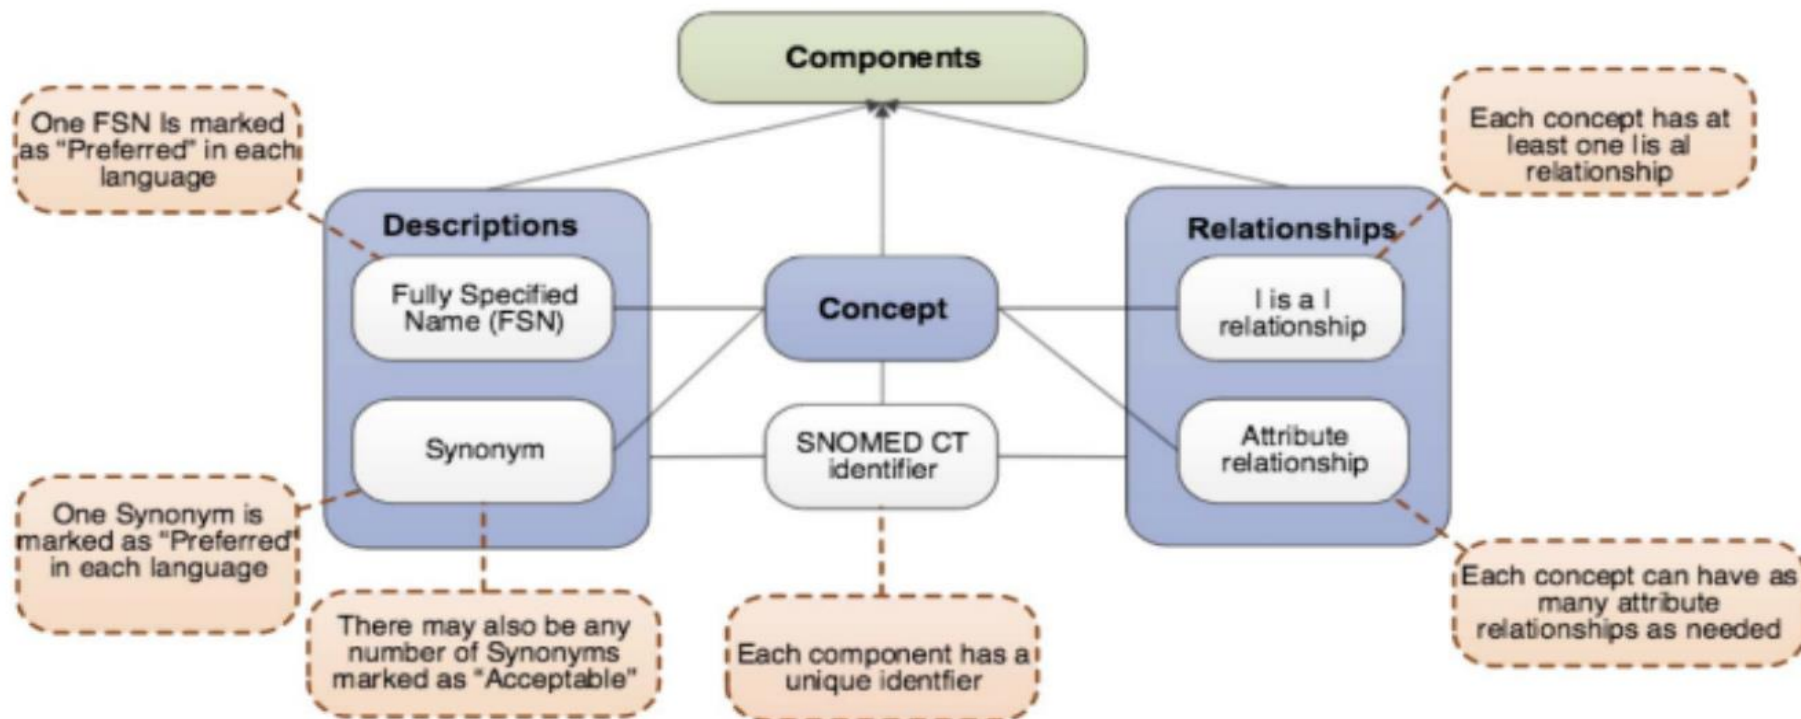 Components
One FSN Is marked
as “Preferred” in each
language
Each concept has at
least one Iis al
relationship
Descriptions
Relationships
Fully Specified
Name (FSN)
Concept
I is a I
relationship
Synonym
SNOMED CT
identifier
Attribute
relationship
One Synonym is
marked as “Preferred”
in each language
There may also be any
number of Synonyms
marked as “Acceptable”
Each component has a
unique identfier
Each concept can have as
many attribute
relationships as needed